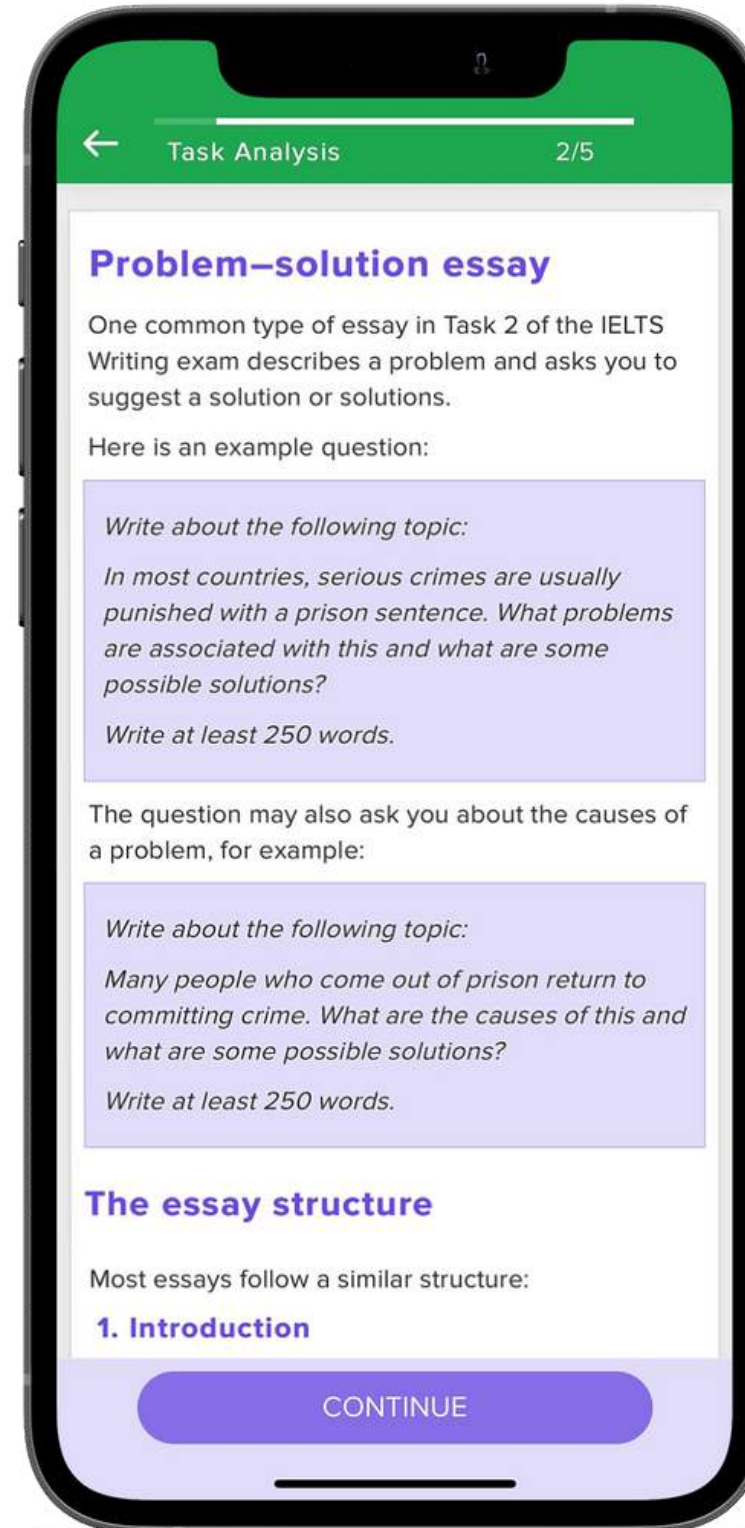 Task Analysis 2/5
Problem–solution essay
One common type of essay in Task 2 of the IELTS
Writing exam describes a problem and asks you to
suggest a solution or solutions.
Here is an example question:
Write about the following topic:
In most countries, serious crimes are usually
punished with a prison sentence. What problems
are associated with this and what are some
possible solutions?
Write at least 250 words.
The question may also ask you about the causes of
a problem, for example:
Write about the following topic:
Many people who come out of prison return to
committing crime. What are the causes of this and
what are some possible solutions?
Write at least 250 words.
The essay structure
Most essays follow a similar structure:
1. Introduction
CONTINUE